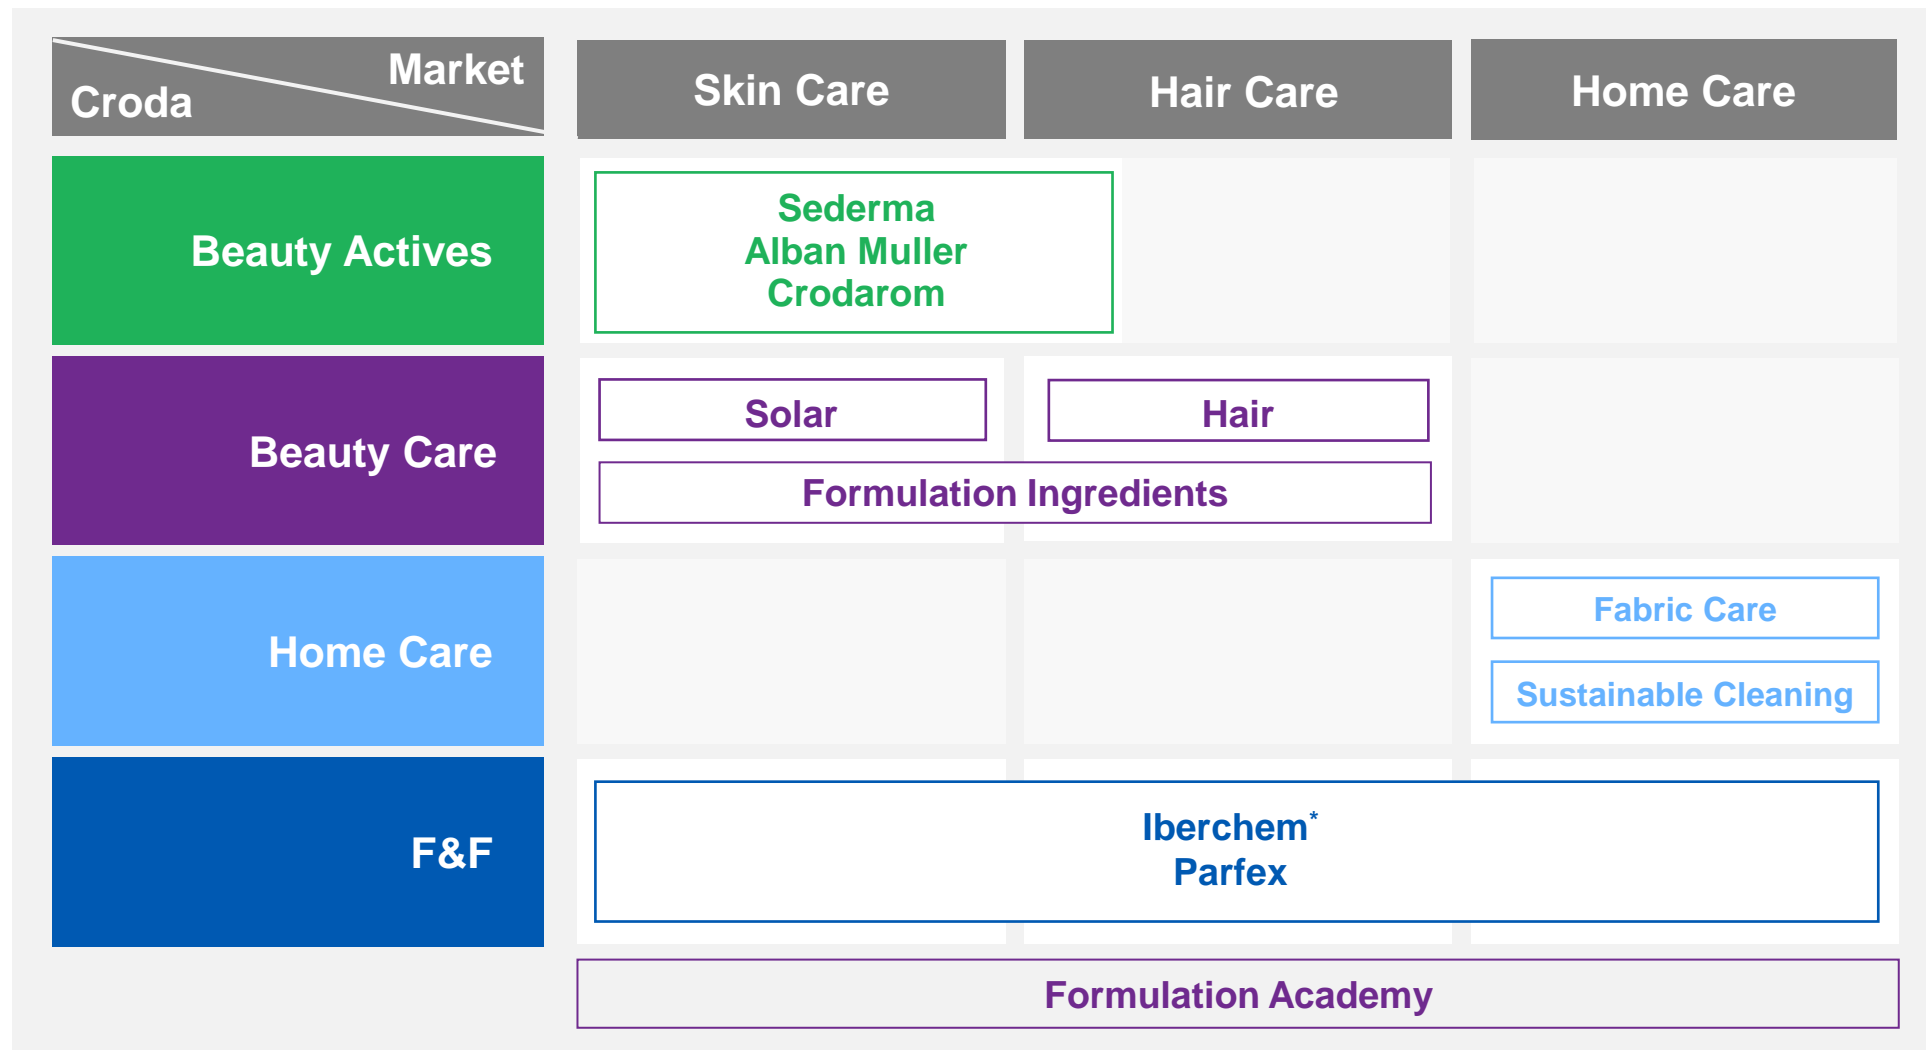 Market
Croda
Skin Care
Hair Care
Home Care
Beauty Actives
Sederma
Alban Muller
Crodarom
Beauty Care
Solar
Hair
Formulation Ingredients
Home Care
Fabric Care
Sustainable Cleaning
F&F
Iberchem*
Parfex
Formulation Academy